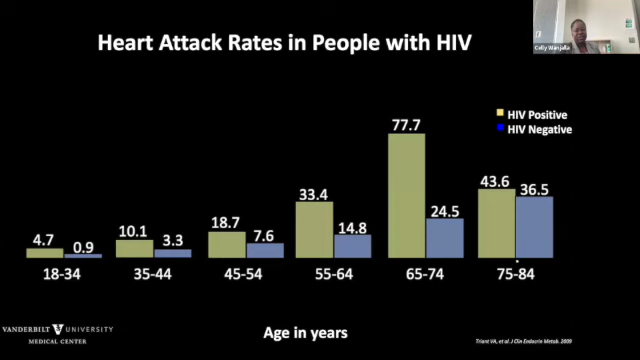 Heart Attack Rates in People with HIV
Celly Wanjalla
HIV Positive
HIV Negative
4.7 0.9 10.1 3.3 18.7 7.6 33.4 14.8 77.7 24.5 43.6 36.5
18-34 35-44 45-54 55-64 65-74 75-84
Age in years
VANDERBILT V UNIVERSITY
MEDICAL CENTER
Triant VA, et al. J Clin Endocrin Metab. 2009